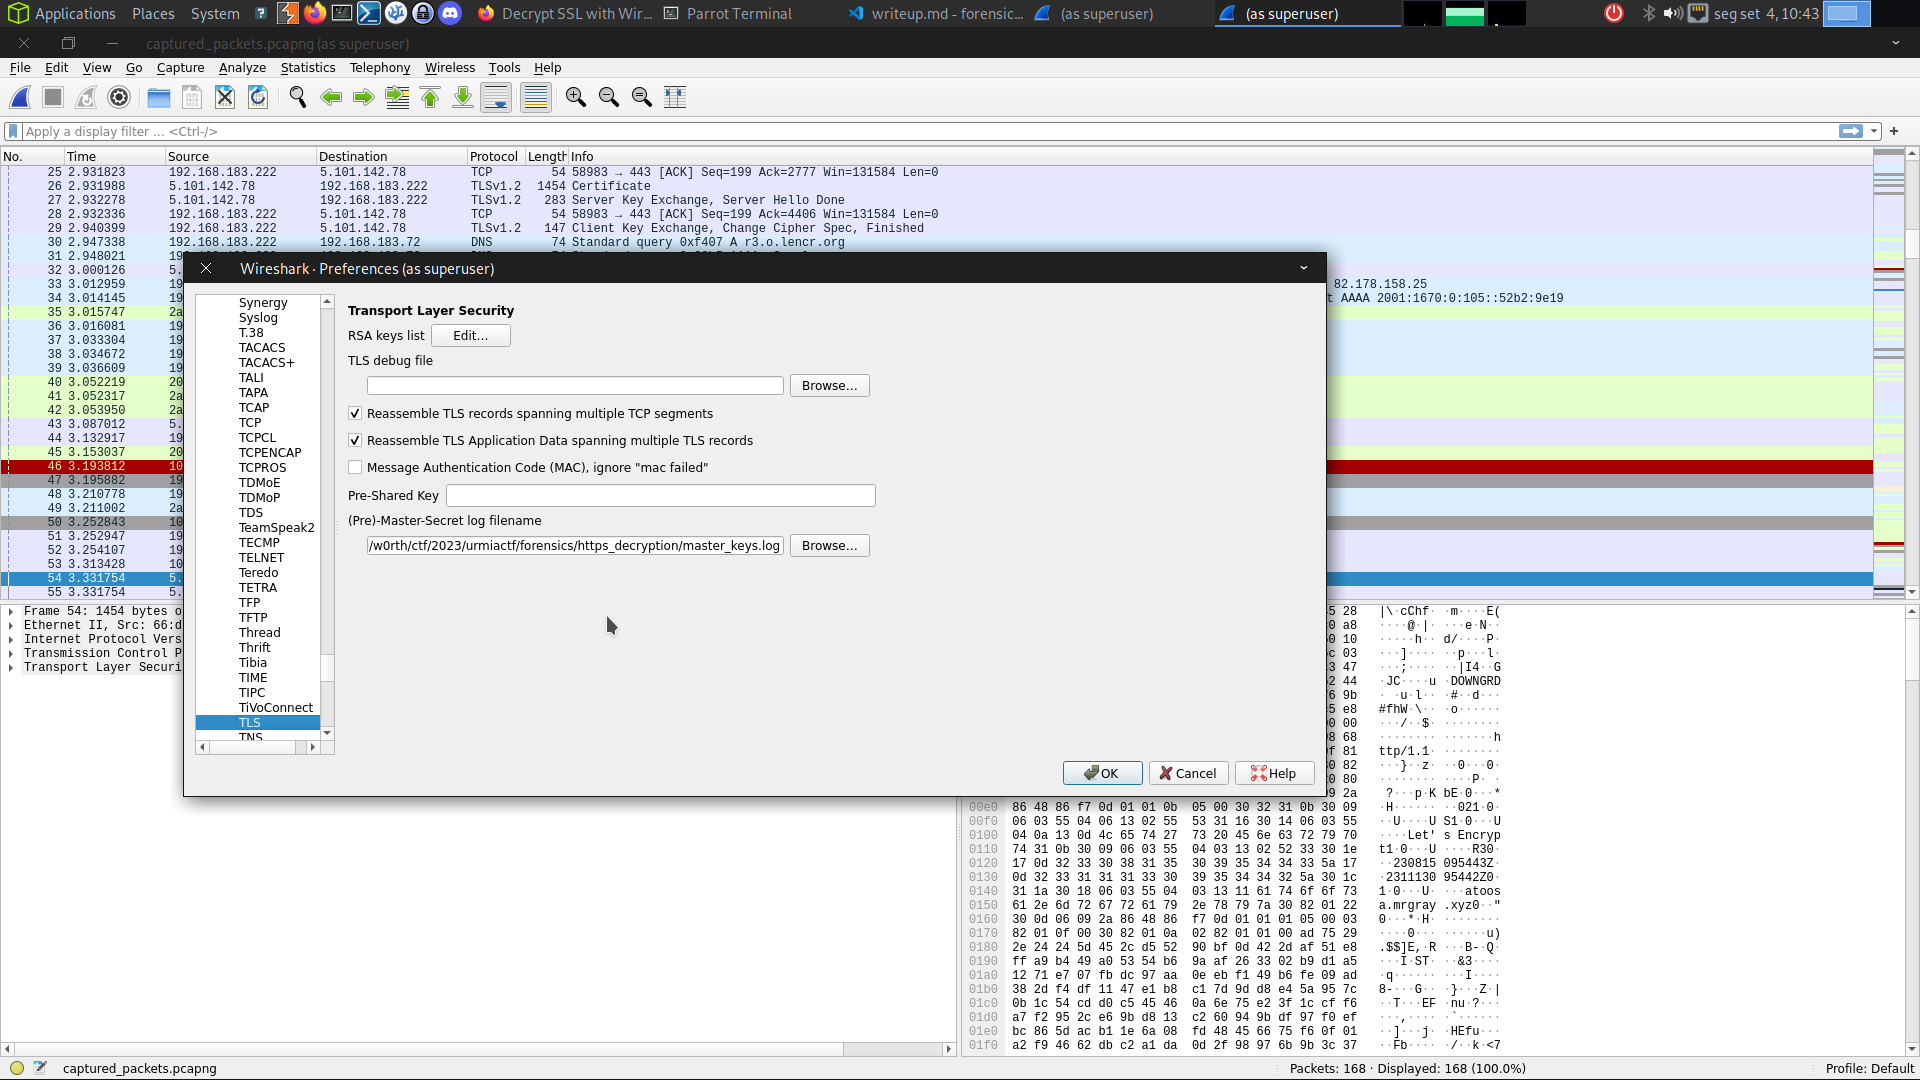 Applications Places System Decrypt SSL with Wir... Parrot Terminal writeup.md - forensic... (as superuser) (as superuser) seg set 4, 10:43
captured_packets.pcapng (as superuser)
File Edit View Go Capture Analyze Statistics Telephony Wireless Tools Help
Apply a display filter ... <Ctrl-/>
No. Time Source Destination Protocol Length Info
25 2.931823 192.168.183.222 5.101.142.78 TCP 54 58983 → 443 [ACK] Seq=199 Ack=2777 Win=131584 Len=0
26 2.931988 5.101.142.78 192.168.183.222 TLSv1.2 1454 Certificate
27 2.932278 5.101.142.78 192.168.183.222 TLSv1.2 283 Server Key Exchange, Server Hello Done
28 2.932336 192.168.183.222 5.101.142.78 TCP 54 58983 → 443 [ACK] Seq=199 Ack=4406 Win=131584 Len=0
29 2.940399 192.168.183.222 5.101.142.78 TLSv1.2 147 Client Key Exchange, Change Cipher Spec, Finished
30 2.947338 192.168.183.222 192.168.183.72 DNS 74 Standard query 0xf407 A r3.o.lencr.org
31 2.948021 19
32 3.000126 5.
33 3.012959 19 82.178.158.25
34 3.014145 19 t AAAA 2001:1670:0:105::52b2:9e19
35 3.015747 2a
36 3.016081 19
37 3.033304 19
38 3.034672 19
39 3.036609 19
40 3.052219 20
41 3.052317 2a
42 3.053950 2a
43 3.087012 5.
44 3.132917 19
45 3.153037 20
46 3.193812 10
47 3.195882 19
48 3.210778 19
49 3.211002 2a
50 3.252843 10
51 3.252947 19
52 3.254107 19
53 3.313428 10
54 3.331754 5.
55 3.331754 5.
Wireshark · Preferences (as superuser)
Synergy
Syslog
T.38
TACACS
TACACS+
TALI
TAPA
TCAP
TCP
TCPCL
TCPENCAP
TCPROS
TDMoE
TDMoP
TDS
TeamSpeak2
TECMP
TELNET
Teredo
TETRA
TFP
TFTP
Thread
Thrift
Tibia
TIME
TIPC
TiVoConnect
TLS
TNS
Transport Layer Security
RSA keys list Edit...
TLS debug file
Browse...
Reassemble TLS records spanning multiple TCP segments
Reassemble TLS Application Data spanning multiple TLS records
Message Authentication Code (MAC), ignore "mac failed"
Pre-Shared Key
(Pre)-Master-Secret log filename
/w0rth/ctf/2023/urmiactf/forensics/https_decryption/master_keys.log Browse...
OK Cancel Help
Frame 54: 1454 bytes o
Ethernet II, Src: 66:d
Internet Protocol Vers
Transmission Control P
Transport Layer Securi
5 28 |\·cChf· ·m····E(
0 a8 ····@·|· ···e·N··
0 10 ·····h·· d/····P·
c 03 ···]···· ··p···l·
3 47 ···;···· ··|I4··G
2 44 JC····u· DOWNGRD
f6 9b ·u·l···· #··d···
5 e8 #fhW·\·· ·o······
0 00 ···/··$· ········
8 68 ········ ·······h
f 81 ttp/1.1· ········
0 82 ···}··z· ·0···0·
0 80 ········ ···P·
9 2a ?···p·K bE·0···*
00e0 86 48 86 f7 0d 01 01 0b 05 00 30 32 31 0b 30 09 ·H······ ··021·0·
00f0 06 03 55 04 06 13 02 55 53 31 16 30 14 06 03 55 ··U····U S1·0···U
0100 04 0a 13 0d 4c 65 74 27 73 20 45 6e 63 72 79 70 ····Let' s Encryp
0110 74 31 0b 30 09 06 03 55 04 03 13 02 52 33 30 1e t1·0···U ····R30·
0120 17 0d 32 33 30 38 31 35 30 39 35 34 34 33 5a 17 ··230815 095443Z·
0130 0d 32 33 31 31 31 33 30 39 35 34 34 32 5a 30 1c ·2311130 95442Z0·
0140 31 1a 30 18 06 03 55 04 03 13 11 61 74 6f 6f 73 1·0···U· ···atoos
0150 61 2e 6d 72 67 72 61 79 2e 78 79 7a 30 82 01 22 a.mrgray .xyz0··"
0160 30 0d 06 09 2a 86 48 86 f7 0d 01 01 01 05 00 03 0···*·H· ········
0170 82 01 0f 00 30 82 01 0a 02 82 01 01 00 ad 75 29 ····0··· ······u)
0180 2e 24 24 5d 45 2c d5 52 90 bf 0d 42 2d af 51 e8 .$$]E,·R ···B-·Q·
0190 ff a9 b4 49 a0 53 54 b6 9a af 26 33 02 b9 d1 a5 ···I·ST· ··&3····
01a0 12 71 e7 07 fb dc 97 aa 0e eb f1 49 b6 fe 09 ad ·q······ ···I····
01b0 38 2d f4 df 11 47 e1 b8 c1 7d 9d d8 e4 5a 95 7c 8-···G·· ·}···Z·|
01c0 0b 1c 54 cd d0 c5 45 46 0a 6e 75 e2 3f 1c cf f6 ··T···EF ·nu·?···
01d0 a7 f2 95 2c e6 9b d8 13 c2 60 94 9b df 97 f0 ef ···,···· ·`······
01e0 bc 86 5d ac b1 1e 6a 08 fd 48 45 66 75 f6 0f 01 ··]···j· ·HEfu···
01f0 a2 f9 46 62 db c2 a1 da 0d 2f 98 97 6b 9b 3c 37 ··Fb···· ·/··k·<7
captured_packets.pcapng Packets: 168 · Displayed: 168 (100.0%) Profile: Default